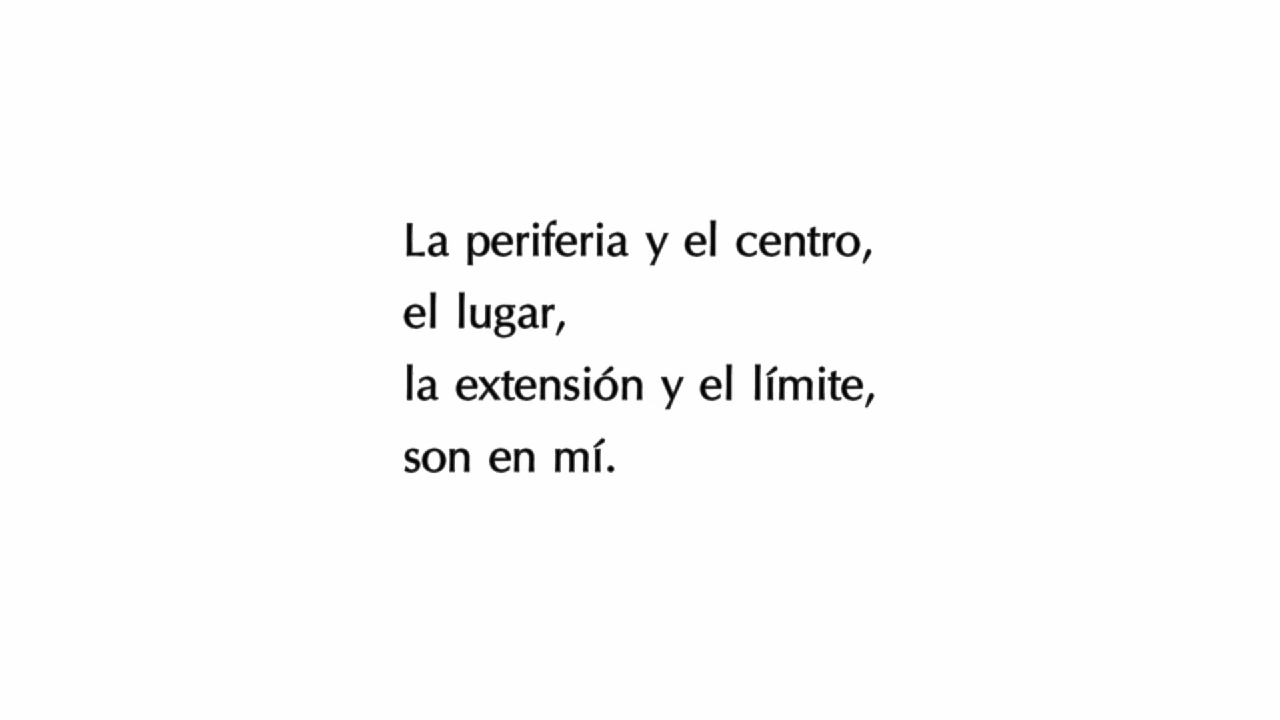 La periferia y el centro,
el lugar,
la extensión y el límite,
son en mí.